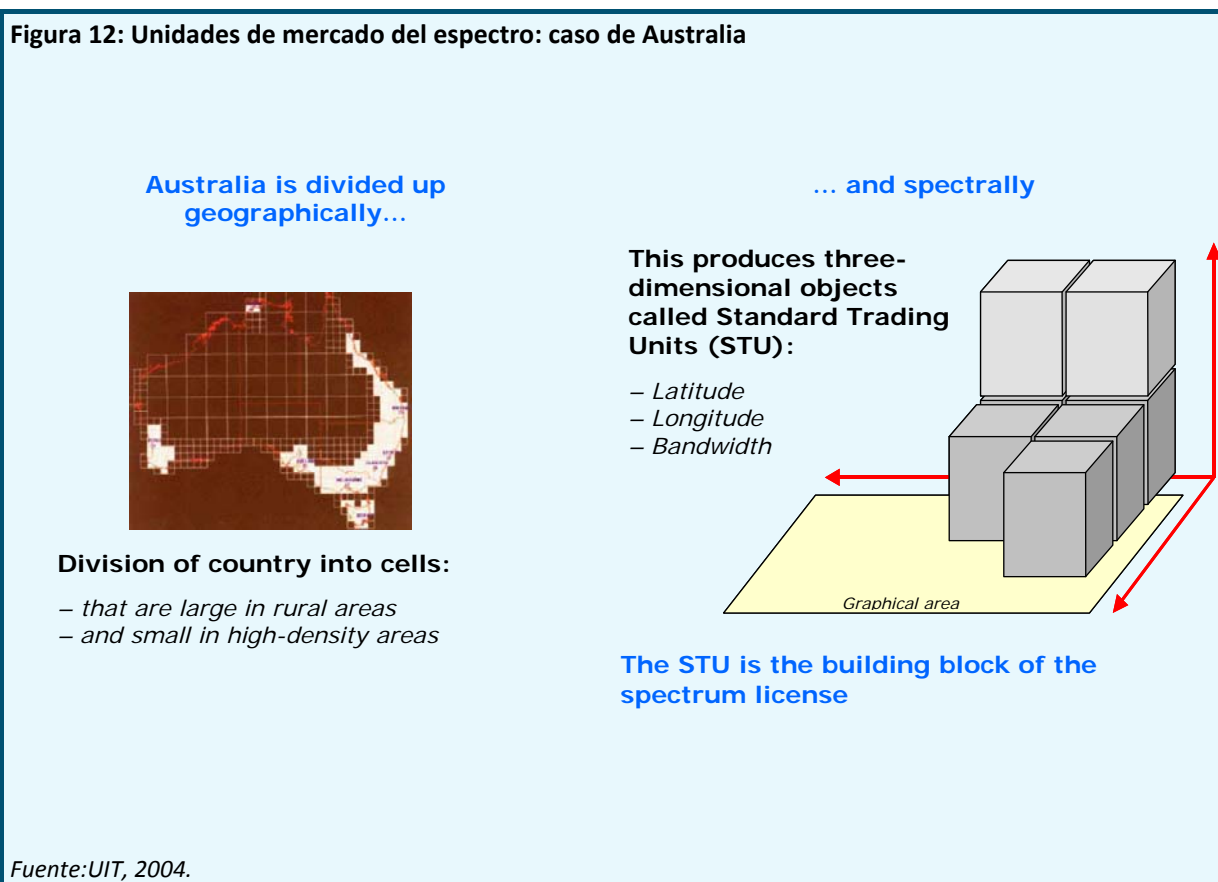 Figura 12: Unidades de mercado del espectro: caso de Australia
Australia is divided up
geographically...
Division of country into cells:
– that are large in rural areas
– and small in high-density areas
... and spectrally
This produces three-
dimensional objects
called Standard Trading
Units (STU):
– Latitude
– Longitude
– Bandwidth
Graphical area
The STU is the building block of the
spectrum license
Fuente:UIT, 2004.